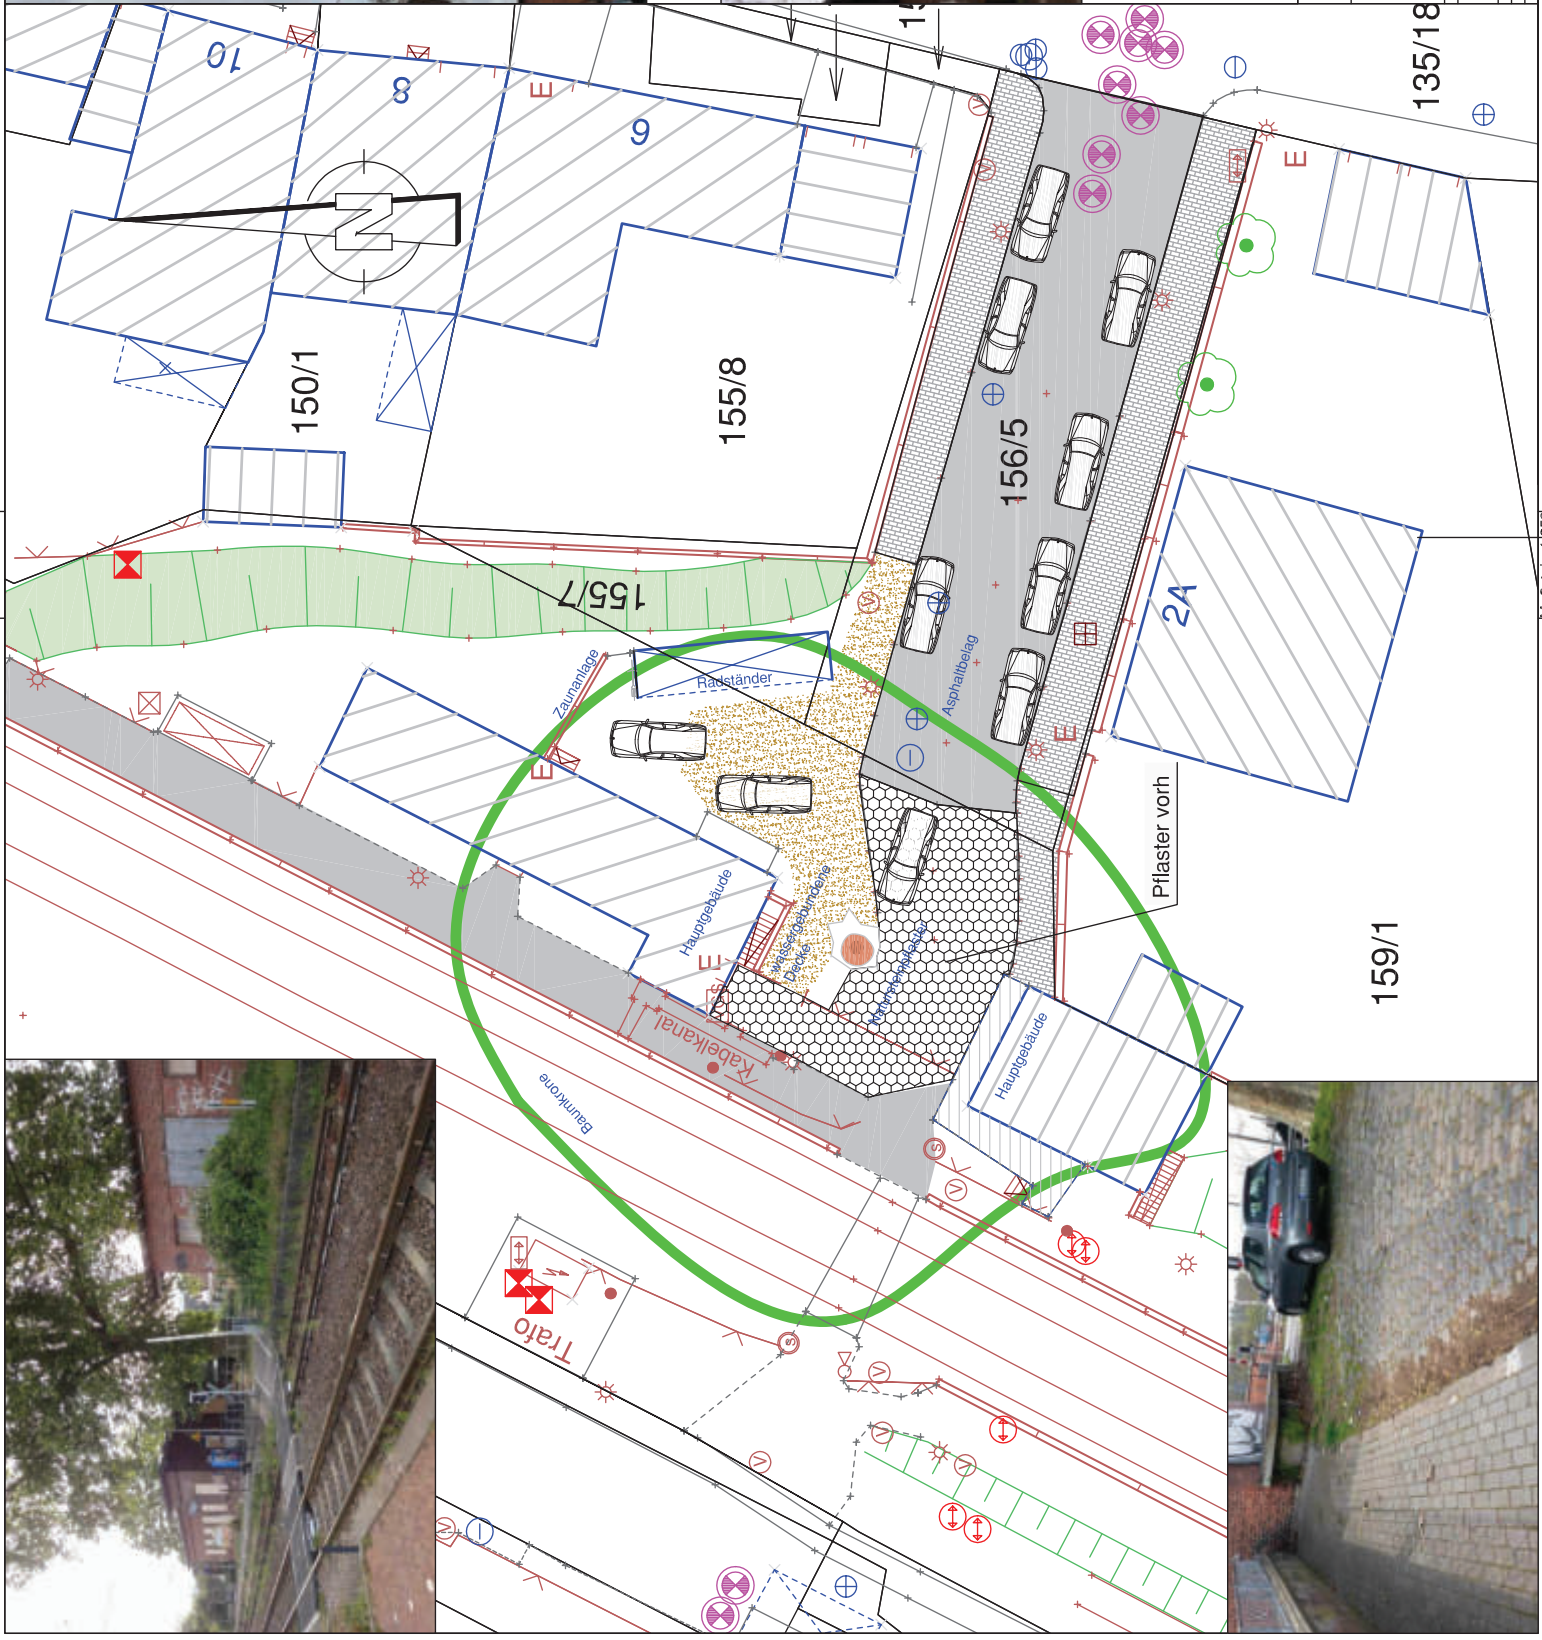 10
8
6
E
N
150/1
155/8
155/7
135/18
156/5
E
2A
Zaunanlage
Radständer
Asphaltbelag
E
E
Hauptgebäude
E
wassergebundene
Decke
Natursteinpflaster
Pflaster vorh
Kabelkanal
Baumkrone
Hauptgebäude
159/1
Trafo
V
V
V
V
V
V
V
V
S
S